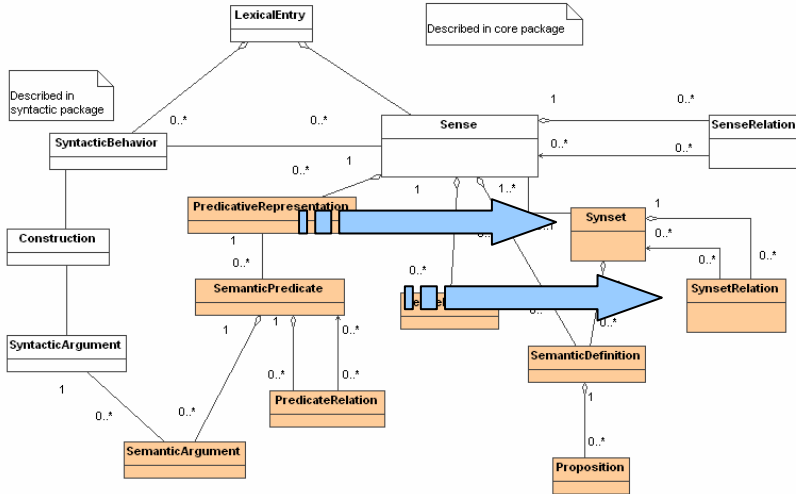 LexicalEntry
Described in core package
Described in
syntactic package
0..*
0..*
1
0..*
Sense
SenseRelation
SyntacticBehavior
1
0..*
0..*
0..*
1
1..*
PredicativeRepresentation
Synset
1
Construction
1
0..*
0..*
0..*
0..*
0..*
SemanticPredicate
SynsetRelation
1
1
0..*
SyntacticArgument
SemanticDefinition
1
0..*
0..*
1
0..*
PredicateRelation
0..*
SemanticArgument
Proposition